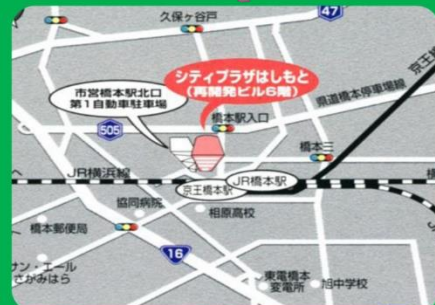 久保ヶ谷戸
47
京王
シティプラザはしもと
(再開発ビル6階)
市営橋本駅北口
第1自動車駐車場
県道橋本停車場線
505
橋本駅入口
橋本三
JR横浜線
京王橋本駅
JR橋本駅
横
協同病院
相原高校
橋本郵便局
16
サン・エール
さがみはら
東電橋本
変電所
旭中学校